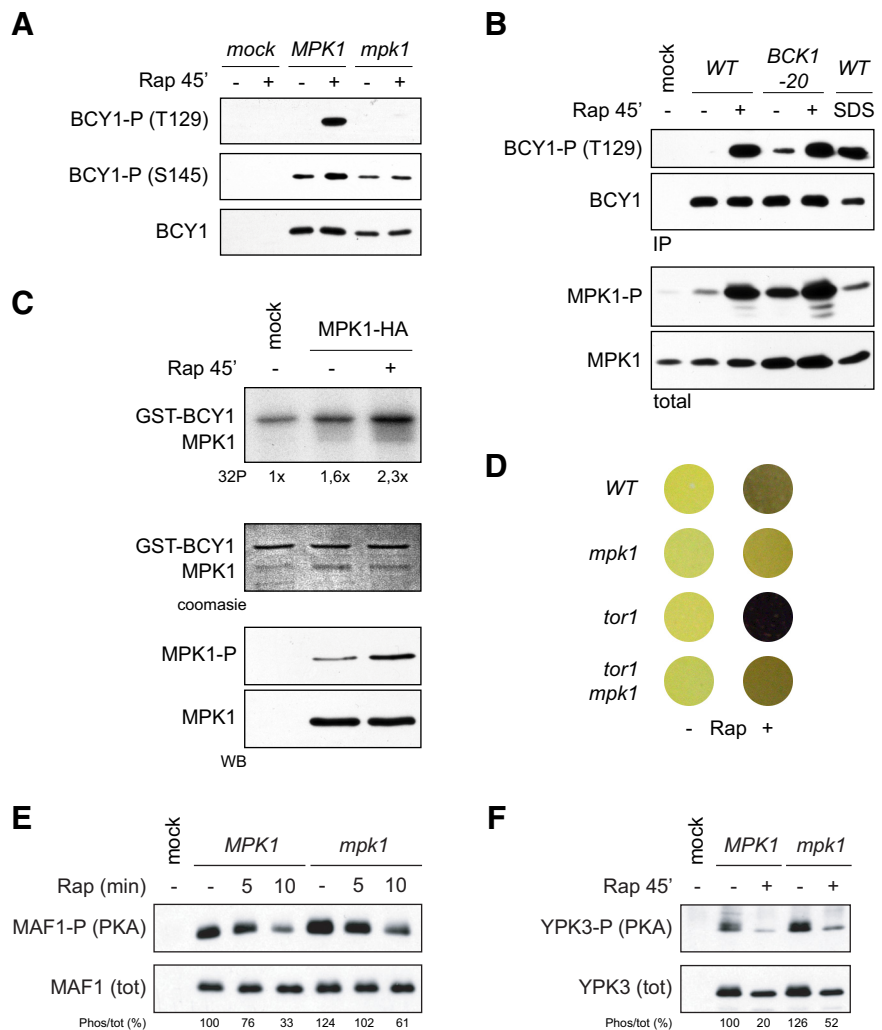 A
mock MPK1 mpk1
Rap 45' - + - + - +
BCY1-P (T129)
BCY1-P (S145)
BCY1
B
mock WT BCK1 -20 WT
Rap 45' - + - + SDS
BCY1-P (T129)
BCY1
IP
MPK1-P
MPK1
total
C
mock MPK1-HA
Rap 45' - - +
GST-BCY1
MPK1
32P 1x 1,6x 2,3x
GST-BCY1
MPK1
coomasie
MPK1-P
MPK1
WB
D
WT
mpk1
tor1
tor1
mpk1
- Rap +
E
mock MPK1 mpk1
Rap (min) - - 5 10 - 5 10
MAF1-P (PKA)
MAF1 (tot)
Phos/tot (%) 100 76 33 124 102 61
F
mock MPK1 mpk1
Rap 45' - - + - +
YPK3-P (PKA)
YPK3 (tot)
Phos/tot (%) 100 20 126 52